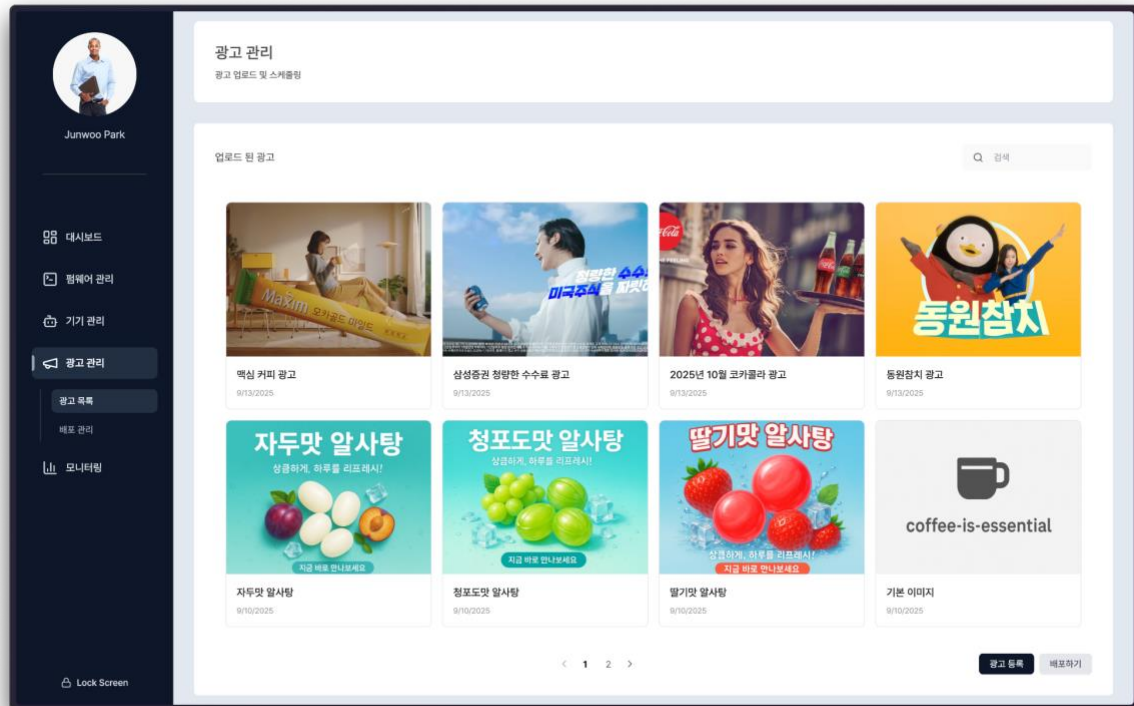 Junwoo Park
대시보드
펌웨어 관리
기기 관리
광고 관리
광고 목록
배포 관리
모니터링
Lock Screen
광고 관리
광고 업로드 및 스케줄링
업로드 된 광고
검색
Maxim 모카골드 마일드
맥심 커피 광고
9/13/2025
청량한 수수료
미국주식을
삼성증권 청량한 수수료 광고
9/13/2025
2025년 10월 코카콜라 광고
9/13/2025
동원참치
동원참치 광고
9/13/2025
자두맛 알사탕
상큼하게, 하루를 리프레시!
지금 바로 만나보세요
자두맛 알사탕
9/10/2025
청포도맛 알사탕
상큼하게, 하루를 리프레시!
지금 바로 만나보세요
청포도맛 알사탕
9/10/2025
딸기맛 알사탕
상큼하게, 하루를 리프레시!
지금 바로 만나보세요
딸기맛 알사탕
9/10/2025
coffee-is-essential
기본 이미지
9/10/2025
< 1 2 >
광고 등록
배포하기